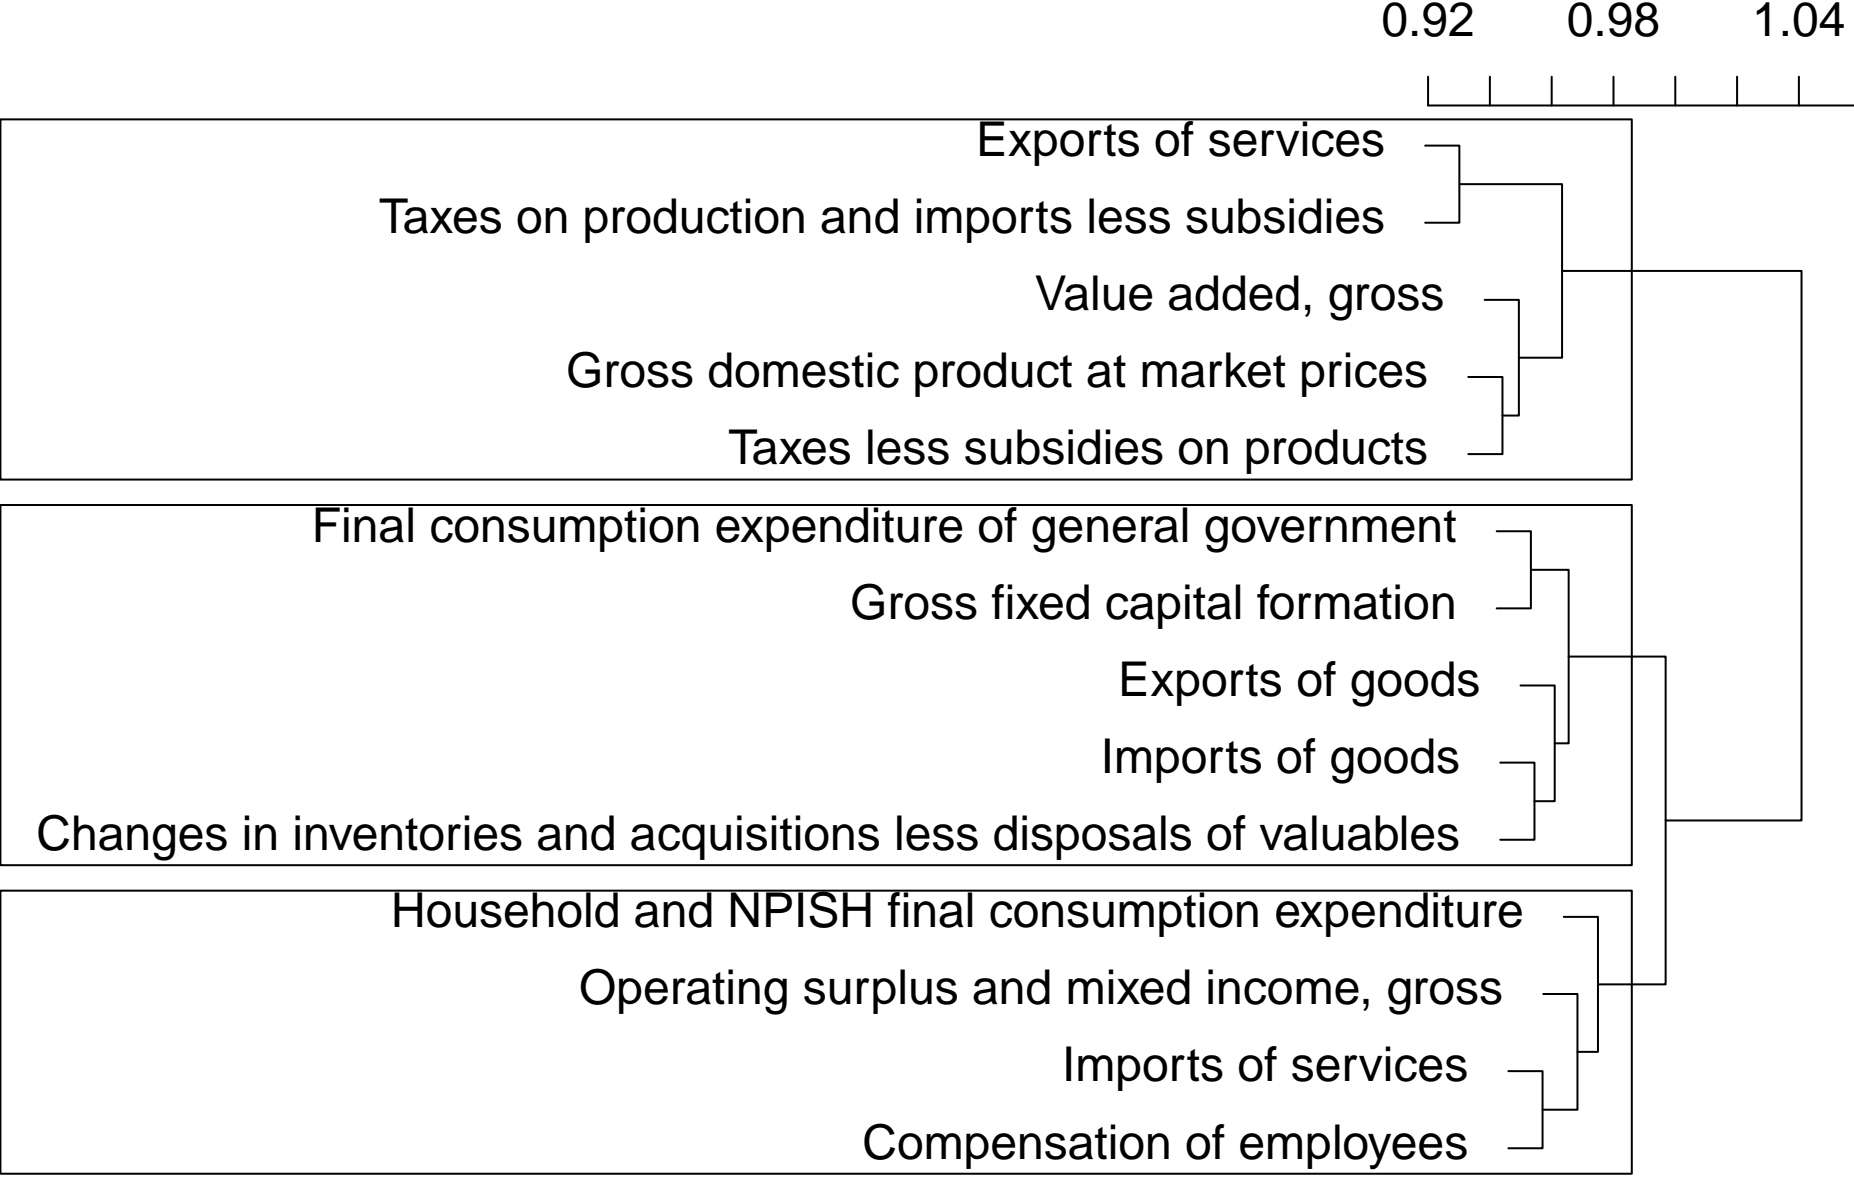 0.92 0.98 1.04
Exports of services
Taxes on production and imports less subsidies
Value added, gross
Gross domestic product at market prices
Taxes less subsidies on products
Final consumption expenditure of general government
Gross fixed capital formation
Exports of goods
Imports of goods
Changes in inventories and acquisitions less disposals of valuables
Household and NPISH final consumption expenditure
Operating surplus and mixed income, gross
Imports of services
Compensation of employees